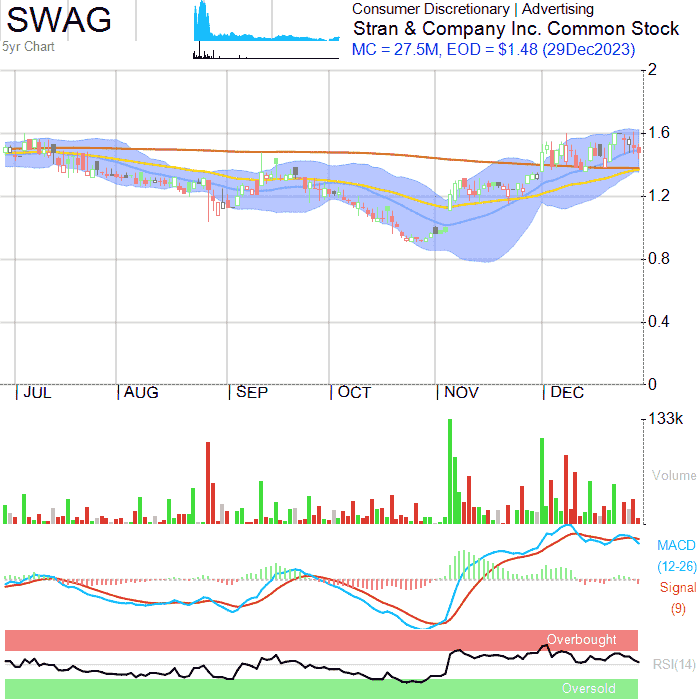 SWAG
5yr Chart
Consumer Discretionary | Advertising
Stran & Company Inc. Common Stock
MC = 27.5M, EOD = $1.48 (29Dec2023)
2
1.6
1.2
0.8
0.4
0
JUL AUG SEP OCT NOV DEC
133k
Volume
MACD
(12-26)
Signal
(9)
Overbought
RSI(14)
Oversold